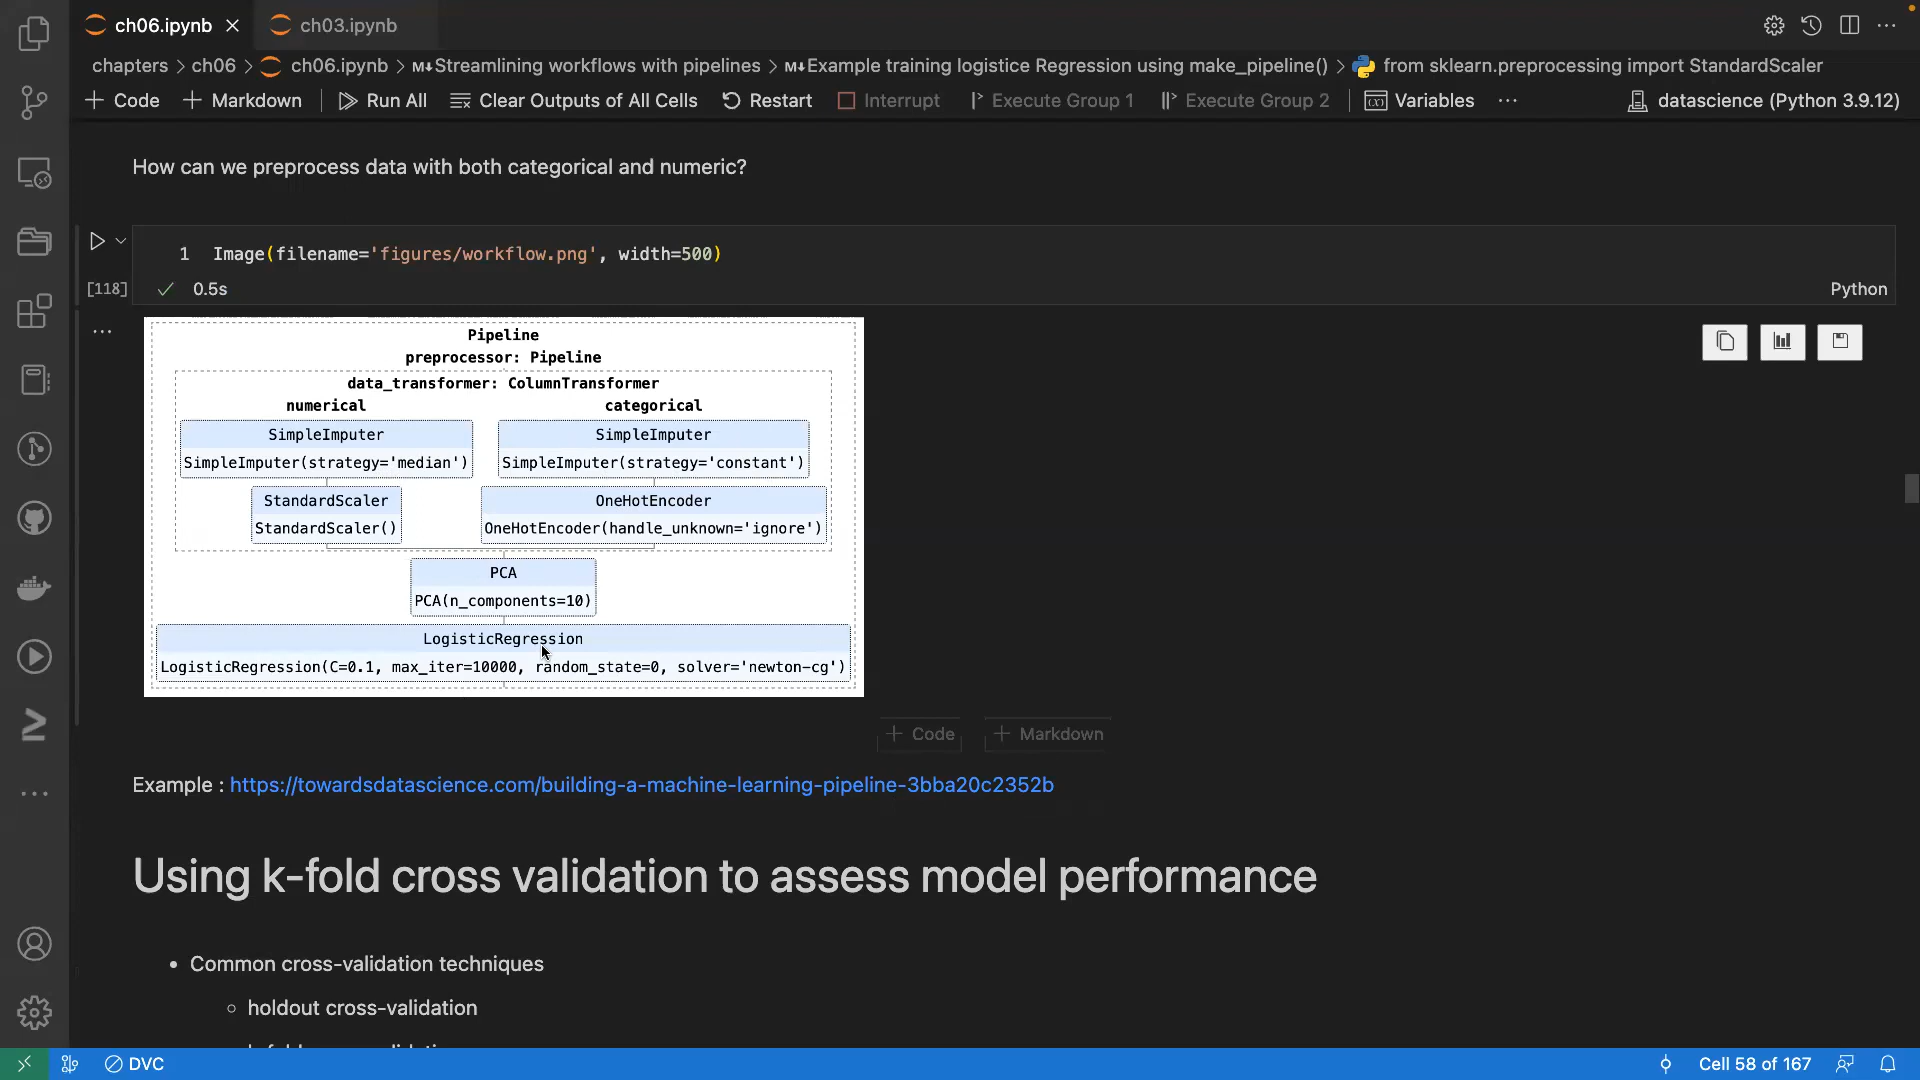 ch06.ipynb
ch03.ipynb
chapters > ch06 > ch06.ipynb > M↓Streamlining workflows with pipelines > M↓Example training logistice Regression using make_pipeline() > from sklearn.preprocessing import StandardScaler
+ Code + Markdown Run All Clear Outputs of All Cells Restart Interrupt Execute Group 1 Execute Group 2 Variables ··· datascience (Python 3.9.12)
How can we preprocess data with both categorical and numeric?
1 Image(filename='figures/workflow.png', width=500)
[118] ✓ 0.5s Python
Pipeline
preprocessor: Pipeline
data_transformer: ColumnTransformer
numerical categorical
SimpleImputer SimpleImputer
SimpleImputer(strategy='median') SimpleImputer(strategy='constant')
StandardScaler OneHotEncoder
StandardScaler() OneHotEncoder(handle_unknown='ignore')
PCA
PCA(n_components=10)
LogisticRegression
LogisticRegression(C=0.1, max_iter=10000, random_state=0, solver='newton-cg')
+ Code + Markdown
Example : https://towardsdatascience.com/building-a-machine-learning-pipeline-3bba20c2352b
Using k-fold cross validation to assess model performance
• Common cross-validation techniques
◦ holdout cross-validation
DVC Cell 58 of 167